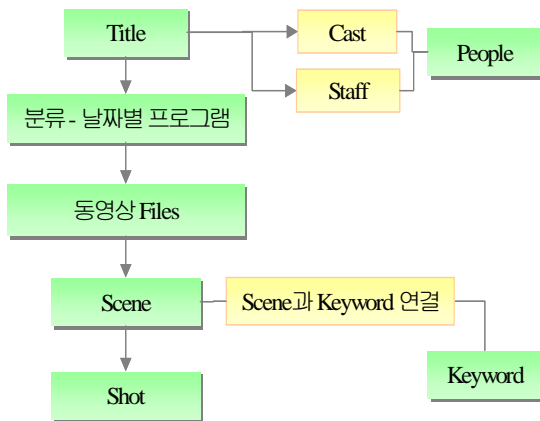 Title
Cast
People
Staff
분류 - 날짜별 프로그램
동영상 Files
Scene
Scene과 Keyword 연결
Shot
Keyword